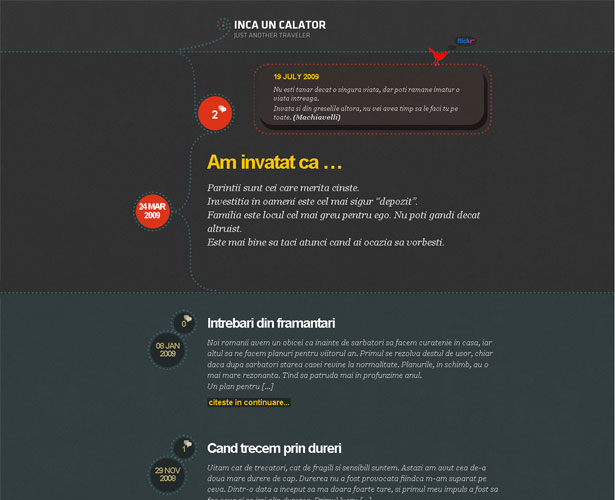 INCA UN CALATOR
JUST ANOTHER TRAVELER
flickr
19 JULY 2009
Nu esti tanar decat o singura viata, dar poti ramane imatur o
viata intreaga.
Invata si din greselile altora, nu vei avea timp sa le faci tu pe
toate. (Machiavelli)
2
Am invatat ca …
24 MAR
2009
Parintii sunt cei care merita cinste.
Investitia in oameni este cel mai sigur "depozit".
Familia este locul cel mai greu pentru ego. Nu poti gandi decat
altruist.
Este mai bine sa taci atunci cand ai ocazia sa vorbesti.
0
08 JAN
2009
Intrebari din framantari
Noi romanii avem un obicei ca inainte de sarbatori sa facem curatenie in casa, iar
altul sa ne facem planuri pentru viitorul an. Primul se rezolva destul de usor, chiar
daca dupa sarbatori starea casei revine la normalitate. Planurile, in schimb, au o
mai mare rezonanta. Tind sa patruda mai in profunzime anul.
Un plan pentru [...]
citeste in continuare...
1
29 NOV
2008
Cand trecem prin dureri
Uitam cat de trecatori, cat de fragili si sensibili suntem. Astazi am avut cea de-a
doua mare durere de cap. Durerea nu a fost provocata fiindca m-am suparat pe
ceva. Dintr-o data a inceput sa ma doara foarte tare, si primul meu impuls a fost sa